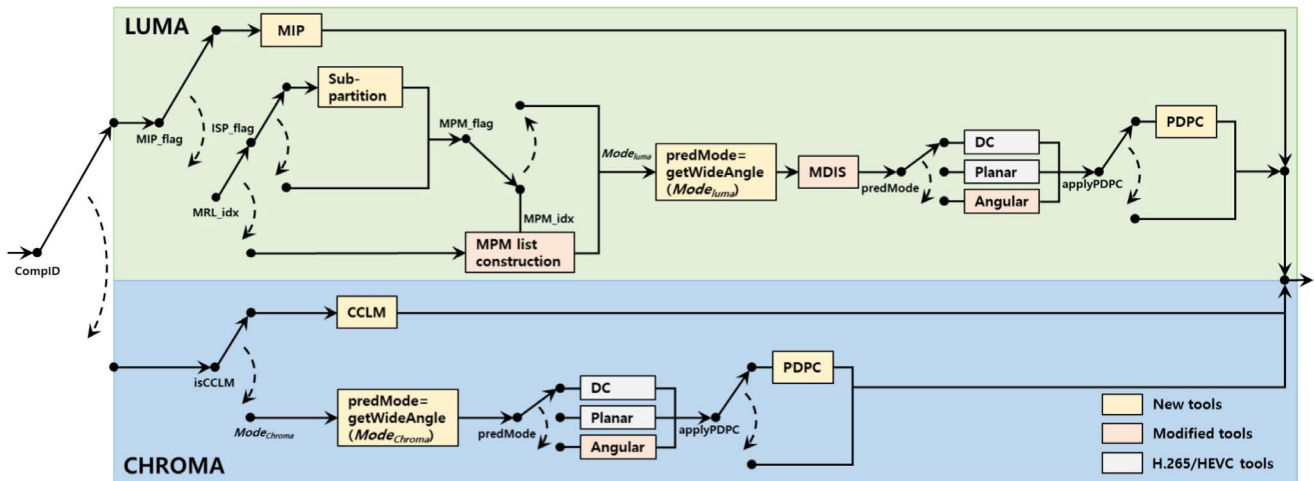 LUMA
MIP
MIP_flag
ISP_flag
Sub-
partition
MRL_idx
MPM_flag
MPM_idx
MPM list
construction
Mode_luma
predMode=
getWideAngle
(Mode_luma)
MDIS
predMode
DC
Planar
Angular
applyPDPC
PDPC
CompID
CCLM
isCCLM
Mode_Chroma
predMode=
getWideAngle
(Mode_Chroma)
predMode
DC
Planar
Angular
applyPDPC
PDPC
CHROMA
New tools
Modified tools
H.265/HEVC tools